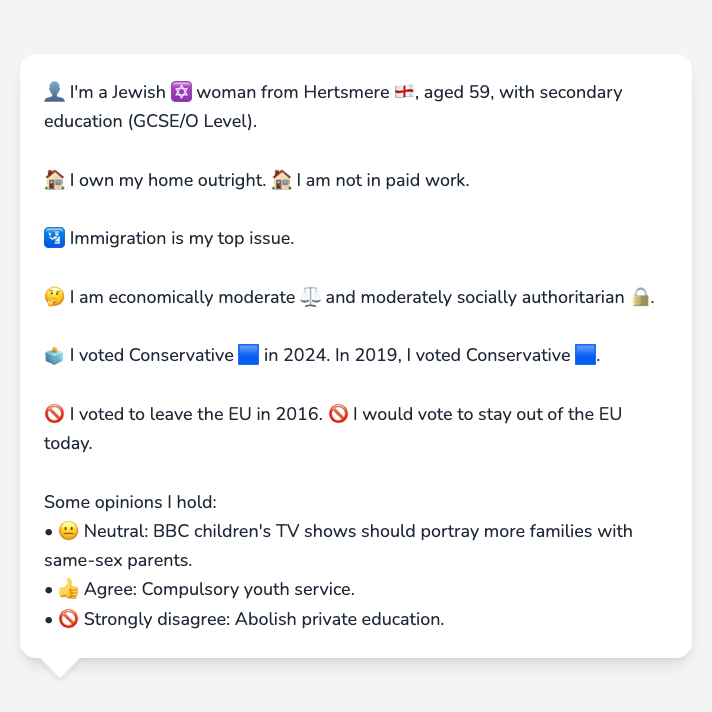 👤 I'm a Jewish ✡️ woman from Hertsmere 🏴󠁧󠁢󠁥󠁮󠁧󠁿, aged 59, with secondary
education (GCSE/O Level).
🏠 I own my home outright. 🏠 I am not in paid work.
🛂 Immigration is my top issue.
🤔 I am economically moderate ⚖️ and moderately socially authoritarian 🔒.
🗳️ I voted Conservative 🟦 in 2024. In 2019, I voted Conservative 🟦.
🚫 I voted to leave the EU in 2016. 🚫 I would vote to stay out of the EU
today.
Some opinions I hold:
• 😐 Neutral: BBC children's TV shows should portray more families with
same-sex parents.
• 👍 Agree: Compulsory youth service.
• 🚫 Strongly disagree: Abolish private education.